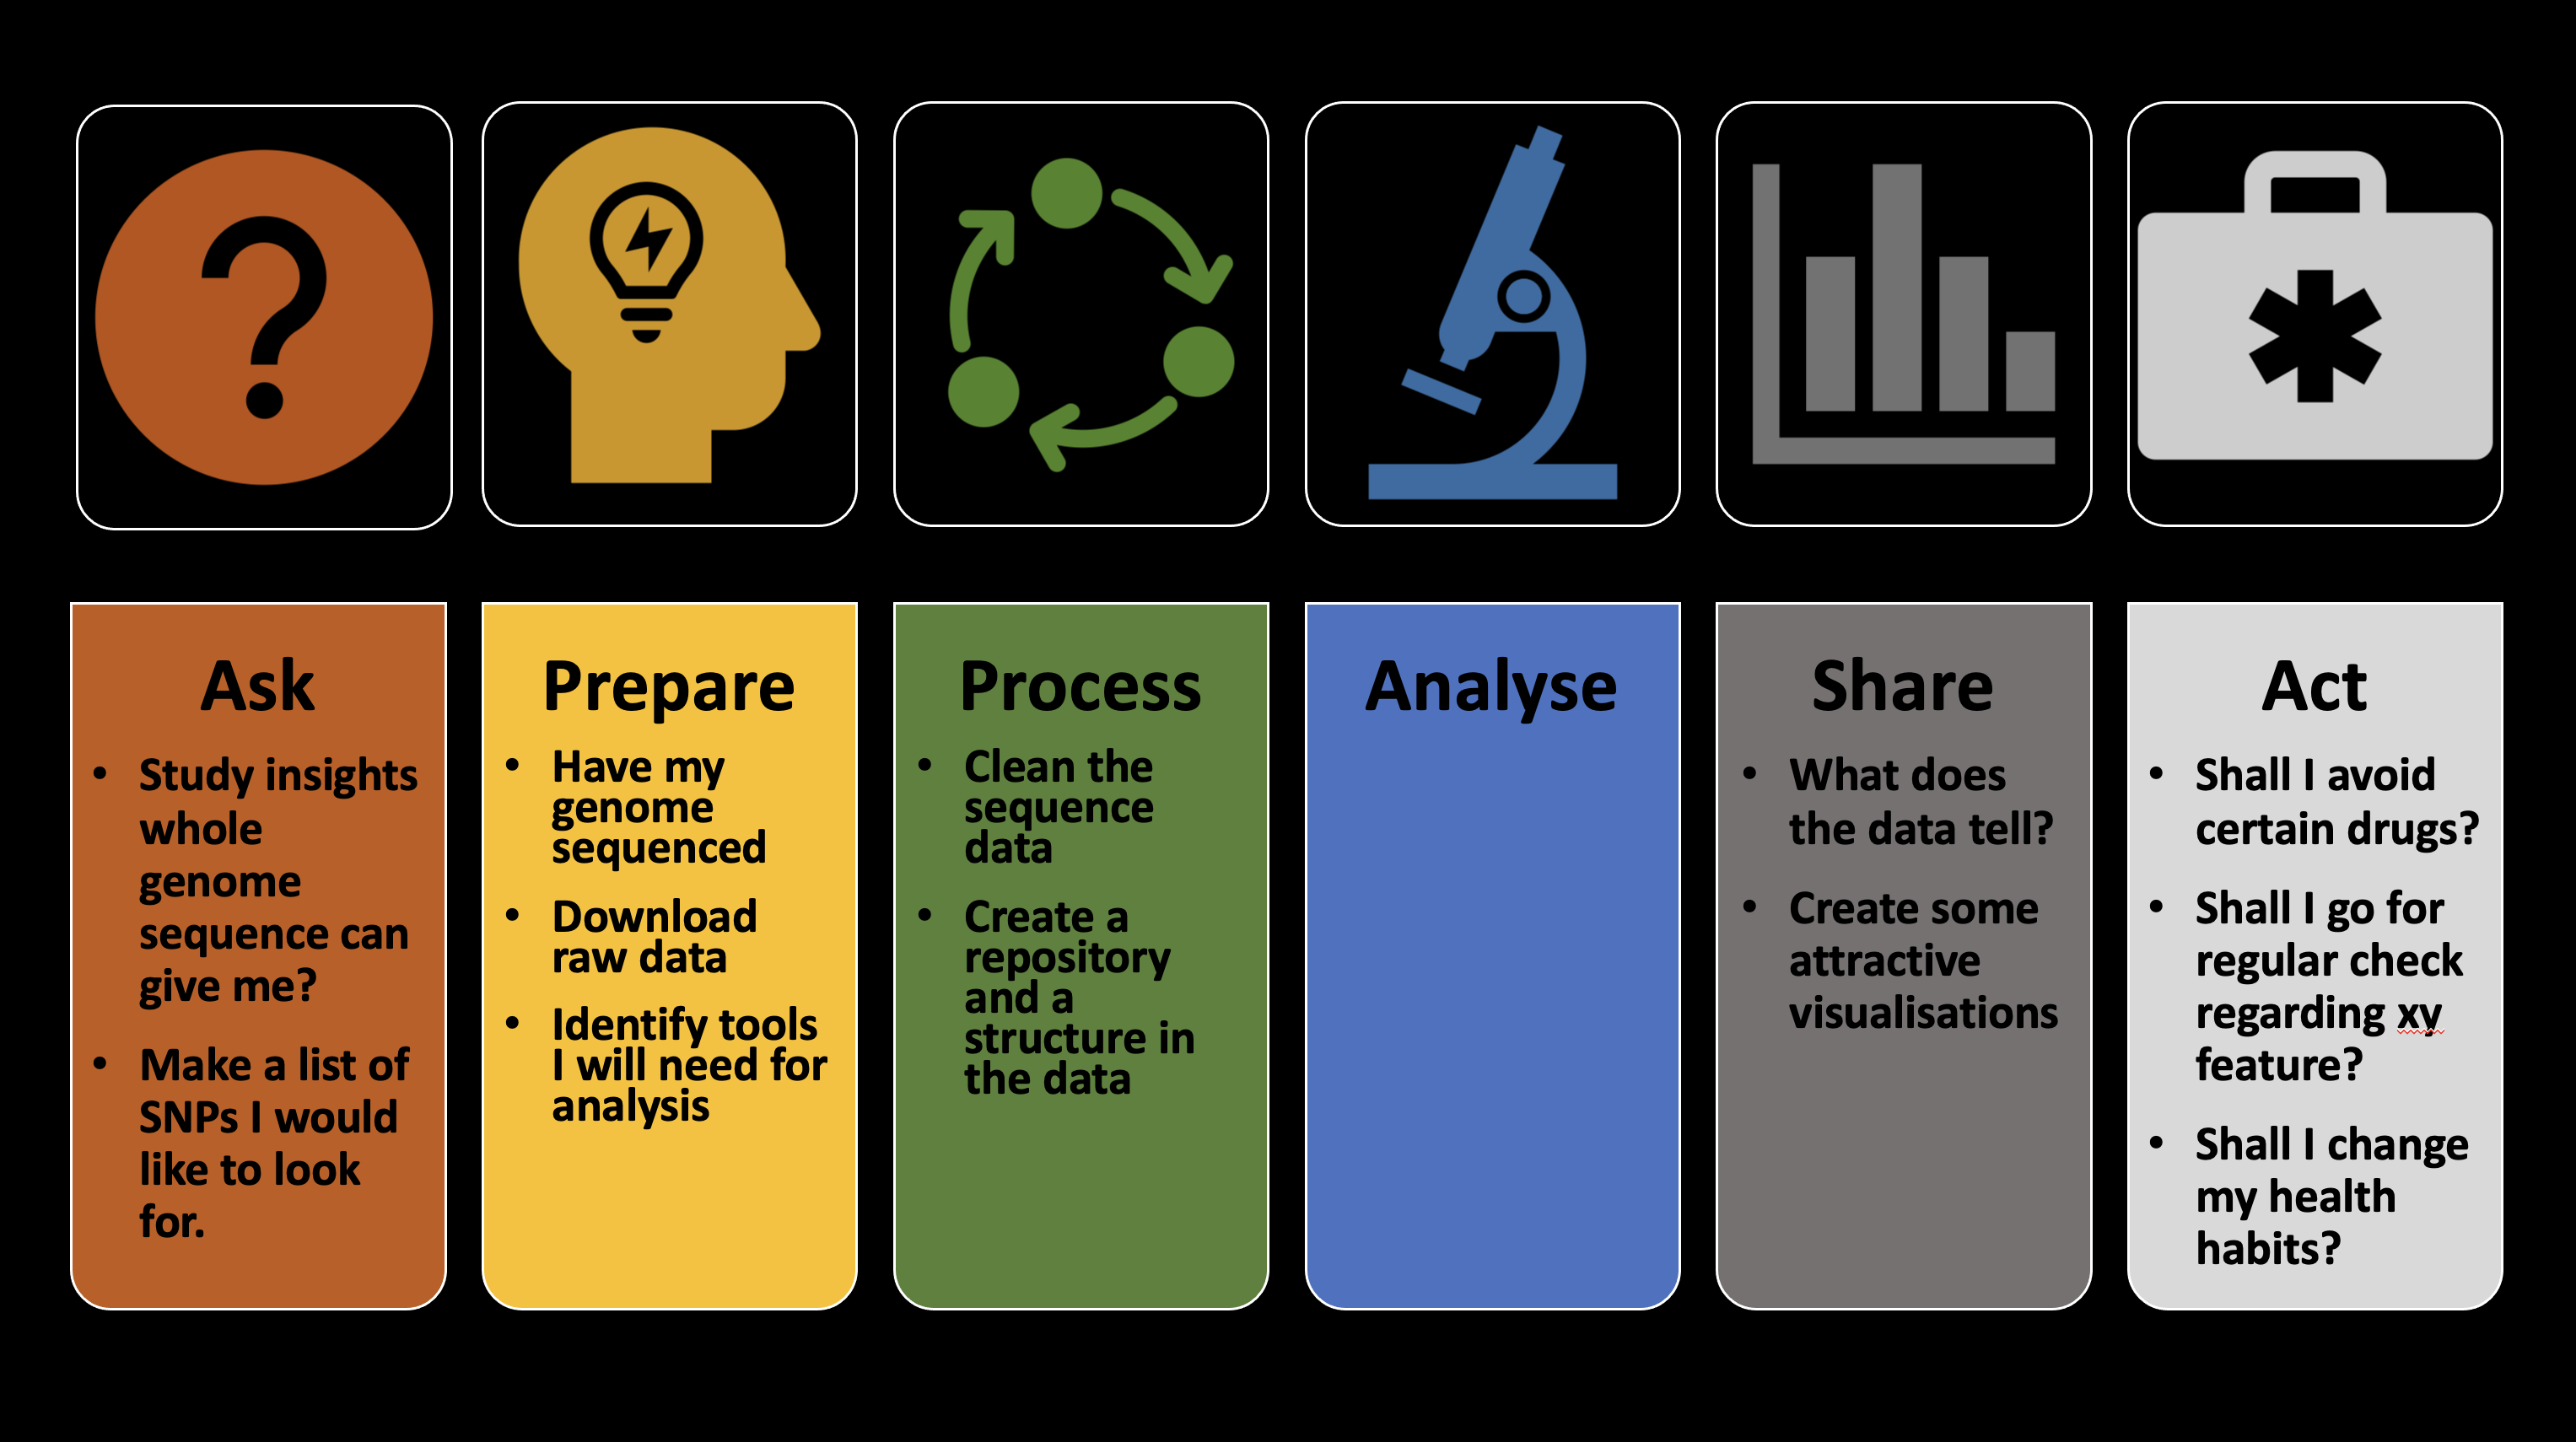 Ask
• Study insights
whole
genome
sequence can
give me?
• Make a list of
SNPs I would
like to look
for.
Prepare
• Have my
genome
sequenced
• Download
raw data
• Identify tools
I will need for
analysis
Process
• Clean the
sequence
data
• Create a
repository
and a
structure in
the data
Analyse
Share
• What does
the data tell?
• Create some
attractive
visualisations
Act
• Shall I avoid
certain drugs?
• Shall I go for
regular check
regarding xy
feature?
• Shall I change
my health
habits?